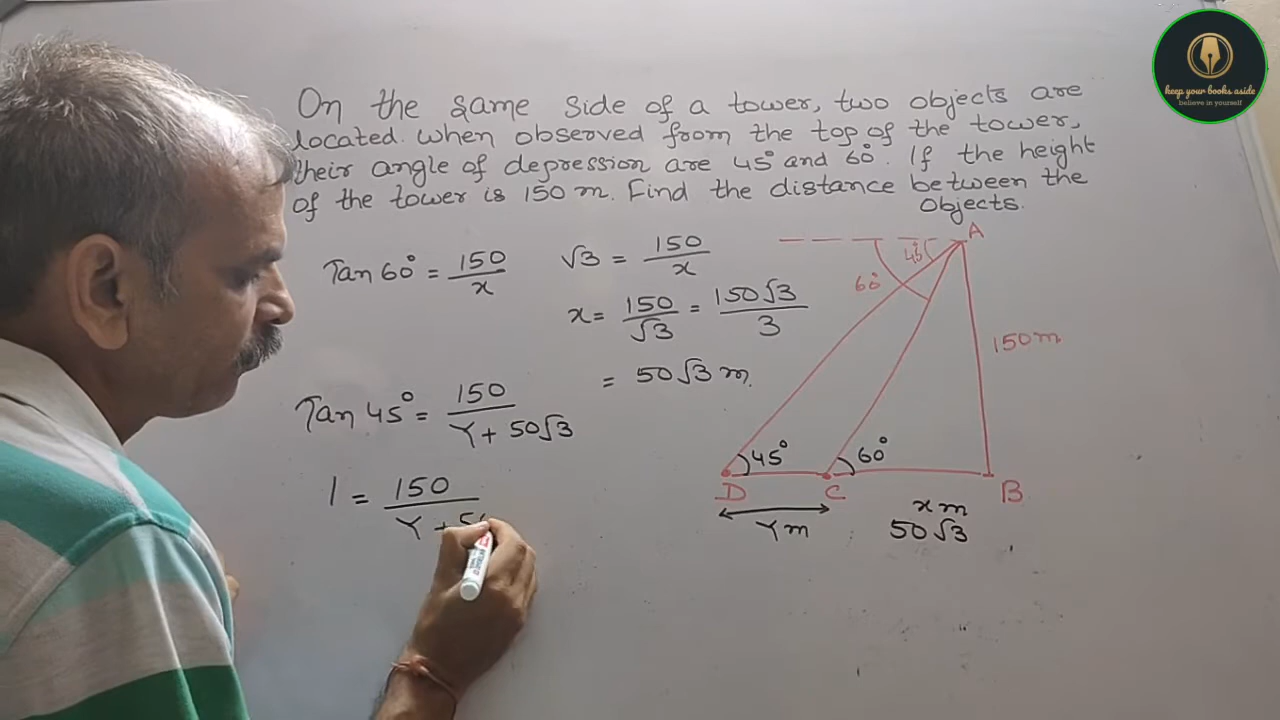 On the same side of a tower, two objects are
located. When observed from the top of the tower,
their angle of depression are 45° and 60°. If the height
of the tower is 150 m. Find the distance between the
objects.
Tan 60° = 150/x
√3 = 150/x
x = 150/√3 = 150√3/3
= 50√3 m.
Tan 45° = 150/Y + 50√3
1 = 150/Y + 5
A
45°
60°
150m
45°
60°
D
C
B
Ym
xm
50√3
keep your books aside
believe in yourself